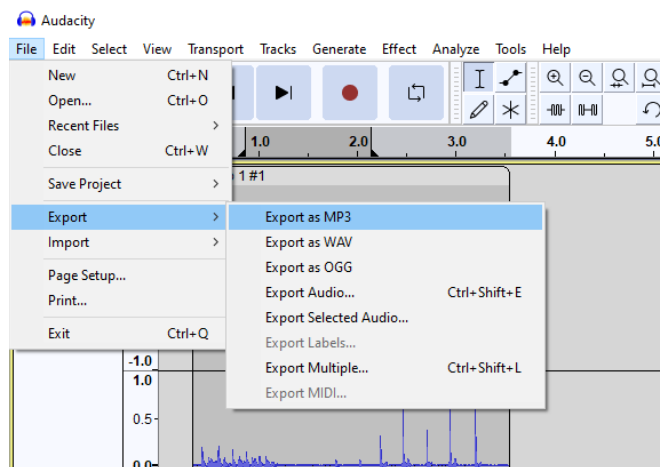 Audacity
File Edit Select View Transport Tracks Generate Effect Analyze Tools Help
New Ctrl+N
Open... Ctrl+O
Recent Files >
Close Ctrl+W
Save Project >
Export >
Import >
Page Setup...
Print...
Exit Ctrl+Q
Export as MP3
Export as WAV
Export as OGG
Export Audio... Ctrl+Shift+E
Export Selected Audio...
Export Labels...
Export Multiple... Ctrl+Shift+L
Export MIDI...
1.0 2.0 3.0 4.0 5.0
1 #1
-1.0
1.0
0.5-
0.0-